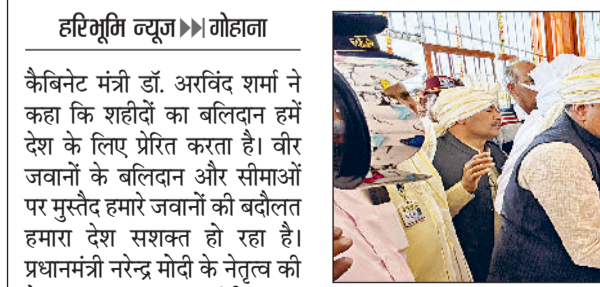 हरिभूमि न्यूज ▶▶| गोहाना
कैबिनेट मंत्री डॉ. अरविंद शर्मा ने
कहा कि शहीदों का बलिदान हमें
देश के लिए प्रेरित करता है। वीर
जवानों के बलिदान और सीमाओं
पर मुस्तैद हमारे जवानों की बदौलत
हमारा देश सशक्त हो रहा है।
प्रधानमंत्री नरेन्द्र मोदी के नेतृत्व की